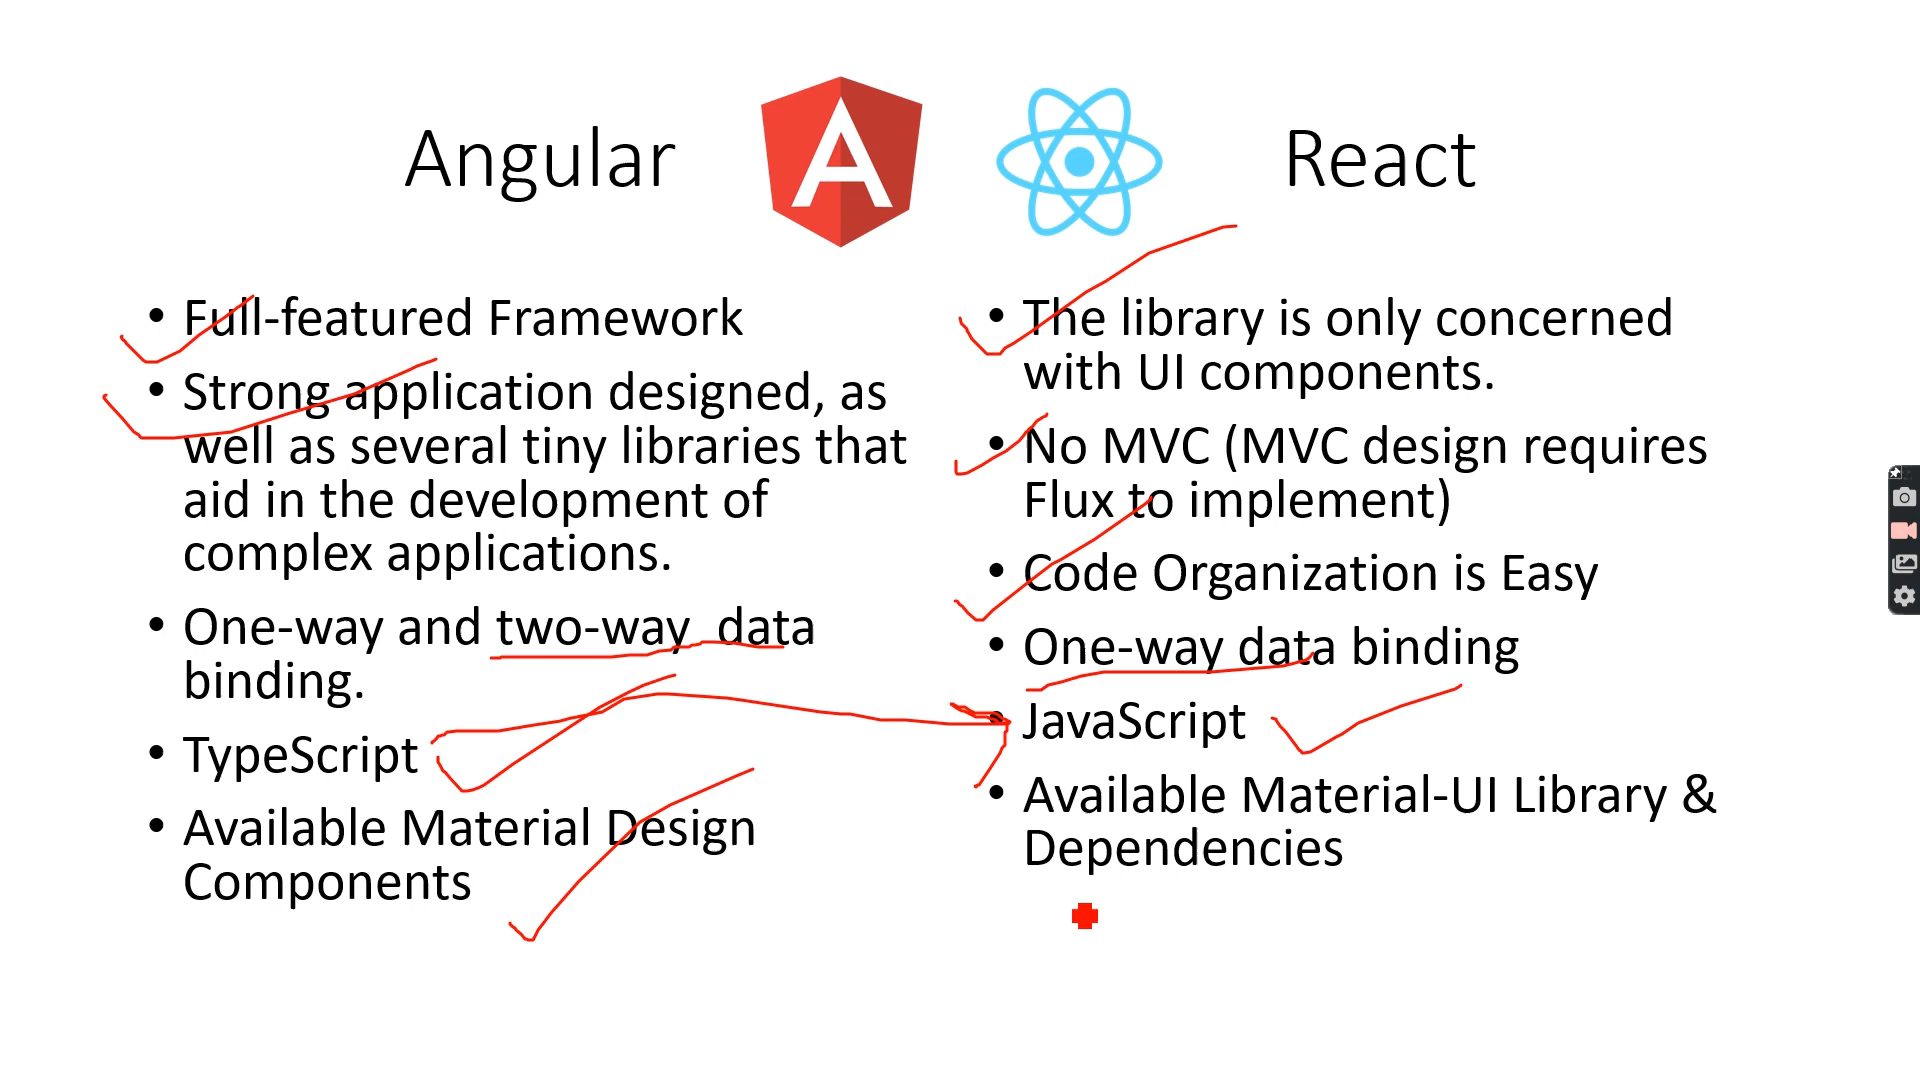 Angular
React
• Full-featured Framework
• Strong application designed, as
well as several tiny libraries that
aid in the development of
complex applications.
• One-way and two-way  data
binding.
• TypeScript
• Available Material Design
Components
• The library is only concerned
with UI components.
• No MVC (MVC design requires
Flux to implement)
• Code Organization is Easy
• One-way data binding
• JavaScript
• Available Material-UI Library &
Dependencies